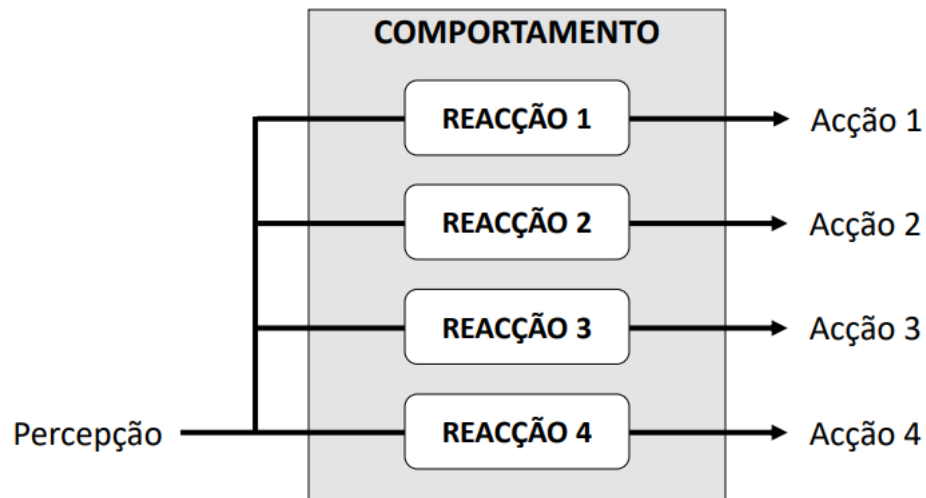 COMPORTAMENTO
REACÇÃO 1
Acção 1
REACÇÃO 2
Acção 2
REACÇÃO 3
Acção 3
Percepção
REACÇÃO 4
Acção 4